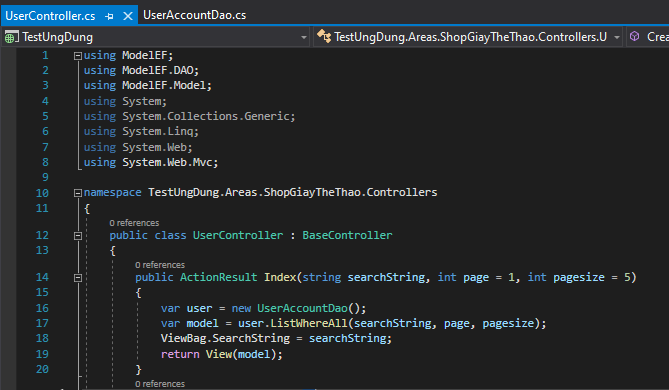 UserController.cs UserAccountDao.cs
TestUngDung TestUngDung.Areas.ShopGiayTheThao.Controllers.U Crea
1 using ModelEF;
2 using ModelEF.DAO;
3 using ModelEF.Model;
4 using System;
5 using System.Collections.Generic;
6 using System.Linq;
7 using System.Web;
8 using System.Web.Mvc;
9
10 namespace TestUngDung.Areas.ShopGiayTheThao.Controllers
11 {
0 references
12 public class UserController : BaseController
13 {
0 references
14 public ActionResult Index(string searchString, int page = 1, int pagesize = 5)
15 {
16 var user = new UserAccountDao();
17 var model = user.ListWhereAll(searchString, page, pagesize);
18 ViewBag.SearchString = searchString;
19 return View(model);
20 }
0 references